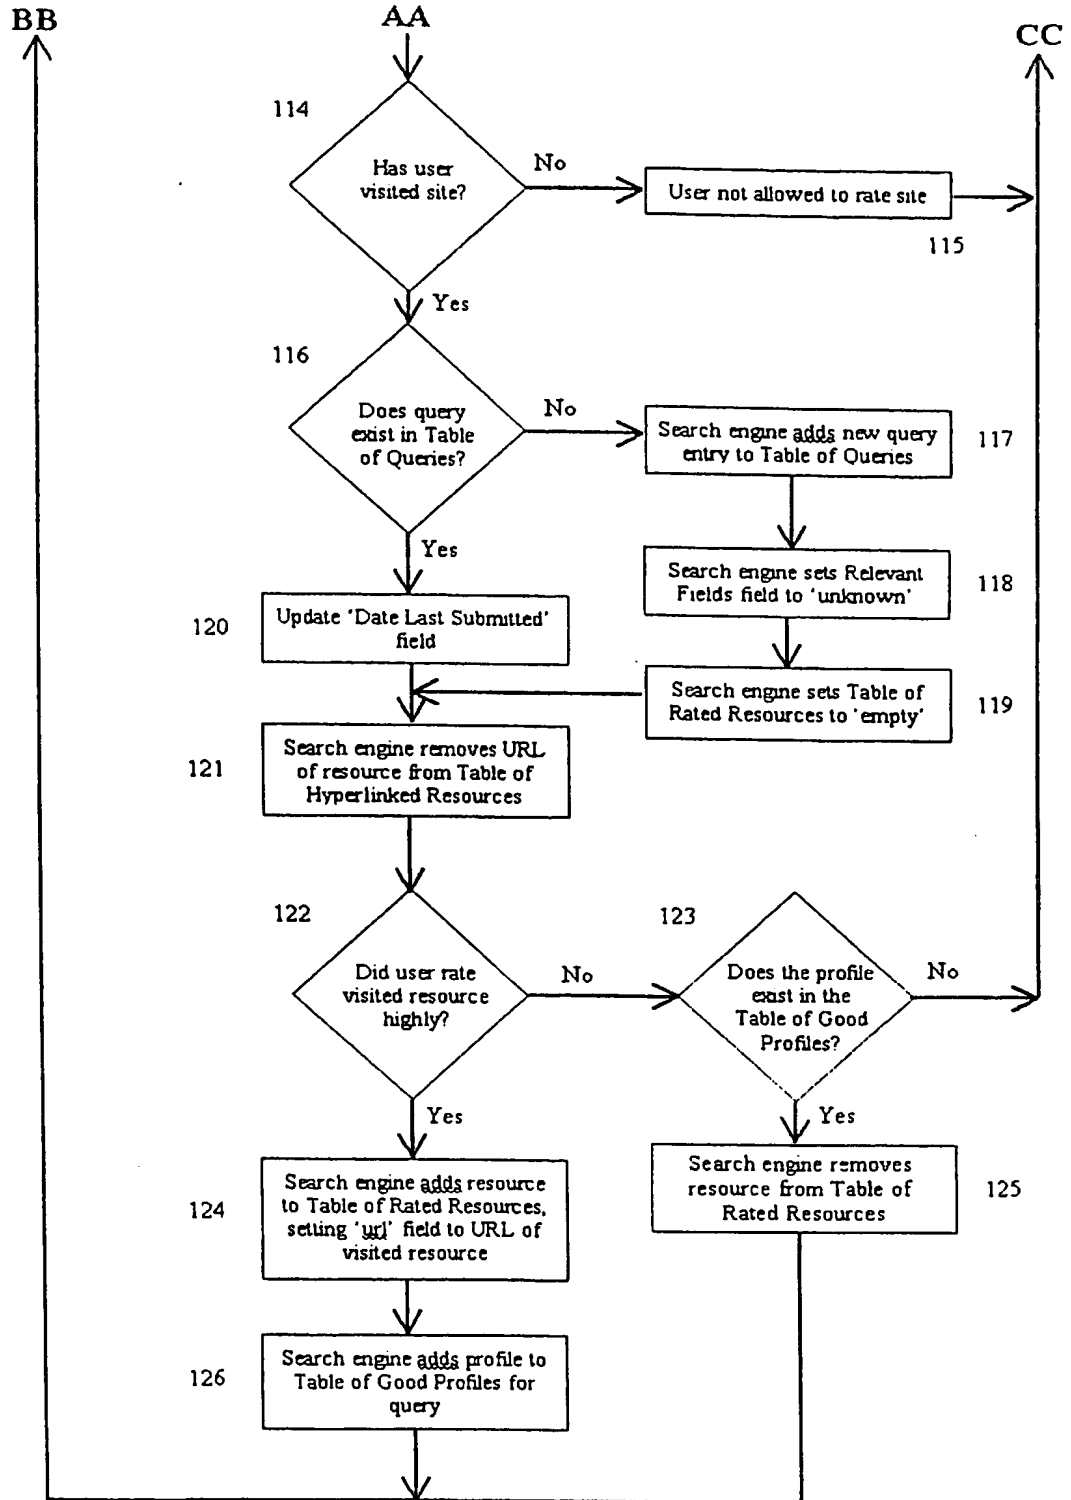 BB
AA
CC
114
Has user
visited site?
No
User not allowed to rate site
115
Yes
116
Does query
exist in Table
of Queries?
No
Search engine adds new query
entry to Table of Queries
117
Yes
Search engine sets Relevant
Fields field to 'unknown'
118
120
Update 'Date Last Submitted'
field
Search engine sets Table of
Rated Resources to 'empty'
119
121
Search engine removes URL
of resource from Table of
Hyperlinked Resources
122
Did user rate
visited resource
highly?
No
123
Does the profile
exist in the
Table of Good
Profiles?
No
Yes
Yes
124
Search engine adds resource
to Table of Rated Resources,
setting 'url' field to URL of
visited resource
Search engine removes
resource from Table of
Rated Resources
125
126
Search engine adds profile to
Table of Good Profiles for
query